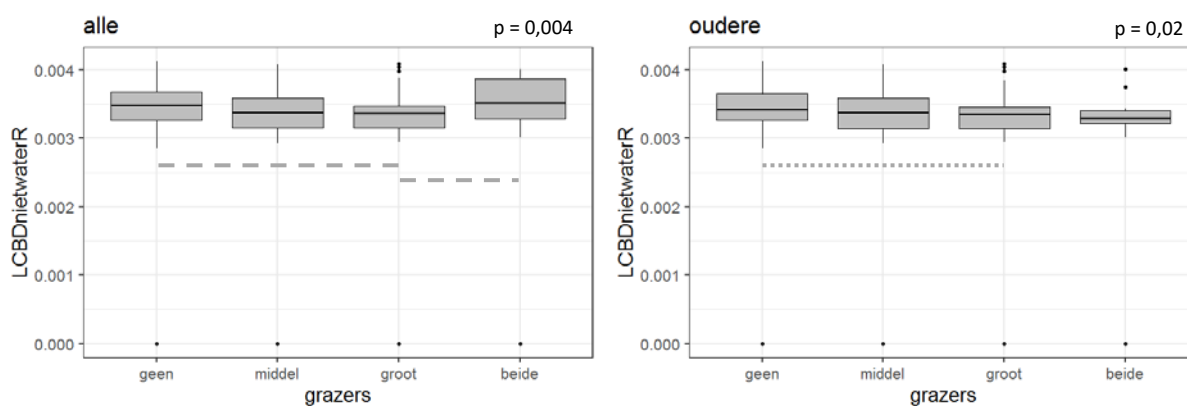 alle
p = 0,004
LCBDnietwaterR
0.004
0.003
0.002
0.001
0.000
geen middel groot beide
grazers
oudere
p = 0,02
LCBDnietwaterR
0.004
0.003
0.002
0.001
0.000
geen middel groot beide
grazers